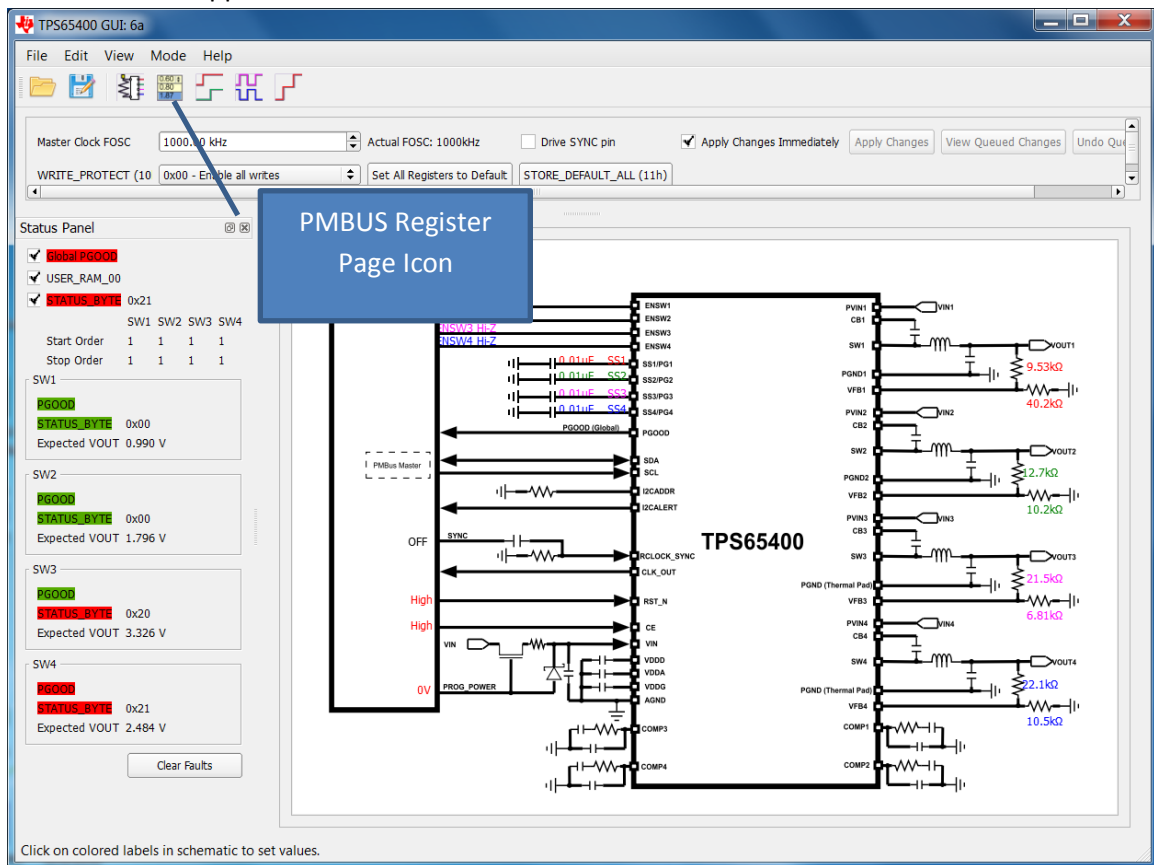 TPS65400 GUI: 6a
File Edit View Mode Help
0.60
0.80
1.87
Master Clock FOSC 1000.00 kHz Actual FOSC: 1000kHz Drive SYNC pin Apply Changes Immediately Apply Changes View Queued Changes Undo Que
WRITE_PROTECT (10 0x00 - Enable all writes Set All Registers to Default STORE_DEFAULT_ALL (11h)
PMBUS Register
Page Icon
Status Panel
Global PGOOD
USER_RAM_00
STATUS_BYTE 0x21
SW1 SW2 SW3 SW4
Start Order 1 1 1 1
Stop Order 1 1 1 1
SW1
PGOOD
STATUS_BYTE 0x00
Expected VOUT 0.990 V
SW2
PGOOD
STATUS_BYTE 0x00
Expected VOUT 1.796 V
SW3
PGOOD
STATUS_BYTE 0x20
Expected VOUT 3.326 V
SW4
PGOOD
STATUS_BYTE 0x21
Expected VOUT 2.484 V
Clear Faults
ENSW3 Hi-Z
ENSW4 Hi-Z
0.01uF SS1
0.01uF SS2
0.01uF SS3
0.01uF SS4
PGOOD (Global)
PMBus Master
OFF SYNC
High
High
VIN
0V PROG_POWER
ENSW1
ENSW2
ENSW3
ENSW4
SS1/PG1
SS2/PG2
SS3/PG3
SS4/PG4
PGOOD
SDA
SCL
I2CADDR
I2CALERT
RCLOCK_SYNC
CLK_OUT
RST_N
CE
VIN
VDDD
VDDA
VDDG
AGND
COMP3
COMP4
TPS65400
PVIN1 VIN1
CB1
SW1 VOUT1
9.53kΩ
PGND1
VFB1
40.2kΩ
PVIN2 VIN2
CB2
SW2 VOUT2
12.7kΩ
PGND2
VFB2
10.2kΩ
PVIN3 VIN3
CB3
SW3 VOUT3
21.5kΩ
PGND (Thermal Pad)
VFB3
6.81kΩ
PVIN4 VIN4
CB4
SW4 VOUT4
22.1kΩ
PGND (Thermal Pad)
VFB4
10.5kΩ
COMP1
COMP2
Click on colored labels in schematic to set values.